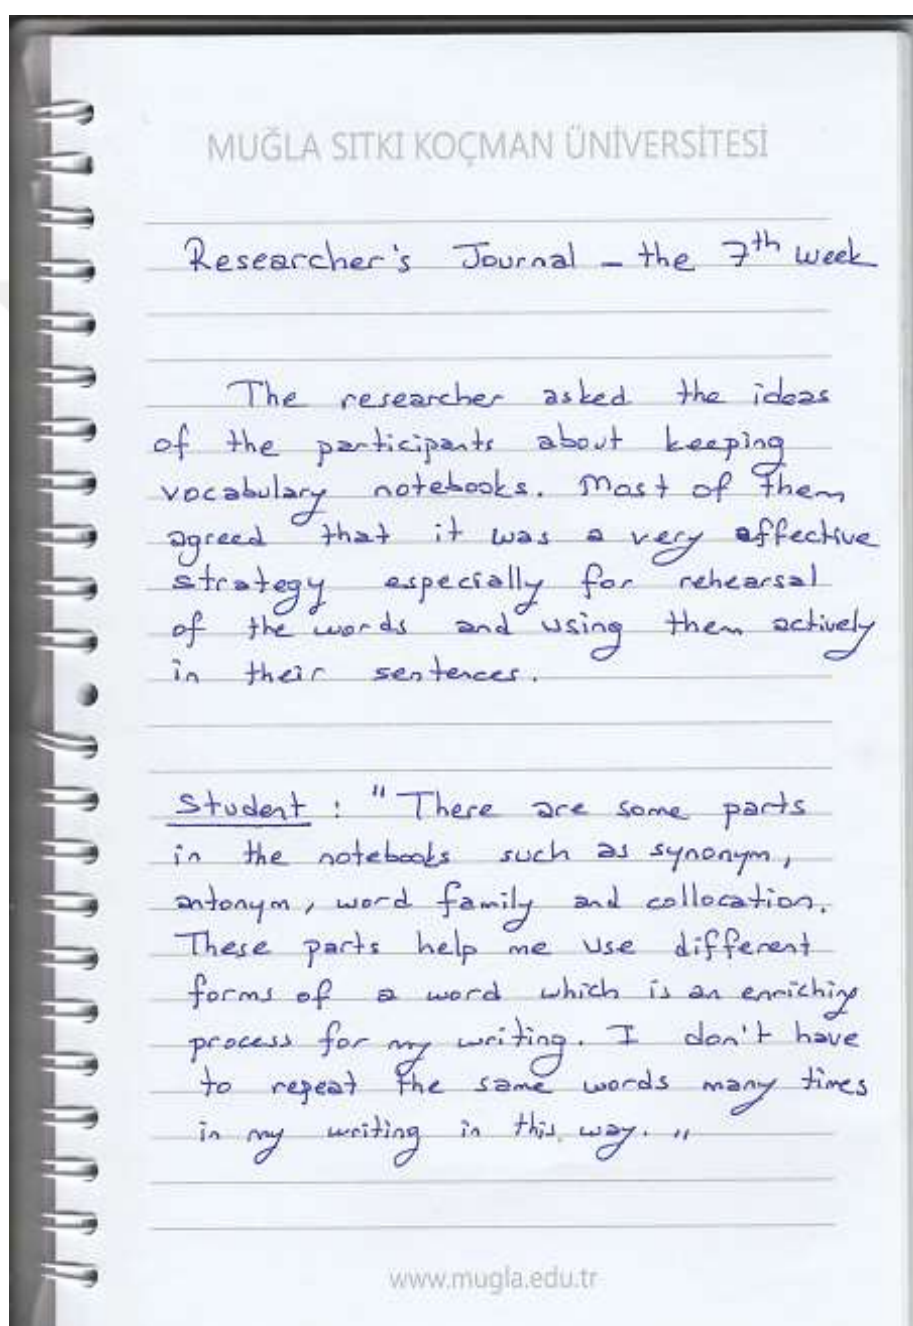 MUĞLA SITKI KOÇMAN ÜNİVERSİTESİ
Researcher's Journal - the 7th week
The researcher asked the ideas
of the participants about keeping
vocabulary notebooks. Most of them
agreed that it was a very effective
strategy especially for rehearsal
of the words and using them actively
in their sentences.
Student : "There are some parts
in the notebooks such as synonym,
antonym, word family and collocation.
These parts help me use different
forms of a word which is an enriching
process for my writing. I don't have
to repeat the same words many times
in my writing in this way. "
www.mugla.edu.tr